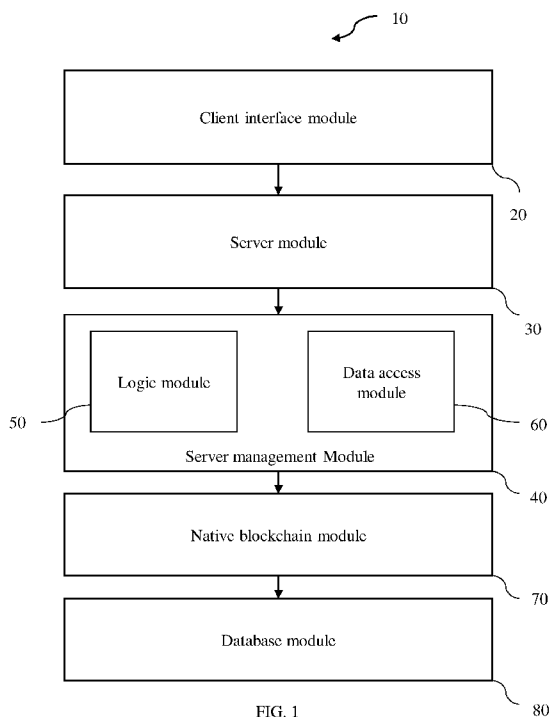 10
Client interface module
20
Server module
30
Logic module
Data access
module
50
60
Server management Module
40
Native blockchain module
70
Database module
80
FIG. 1